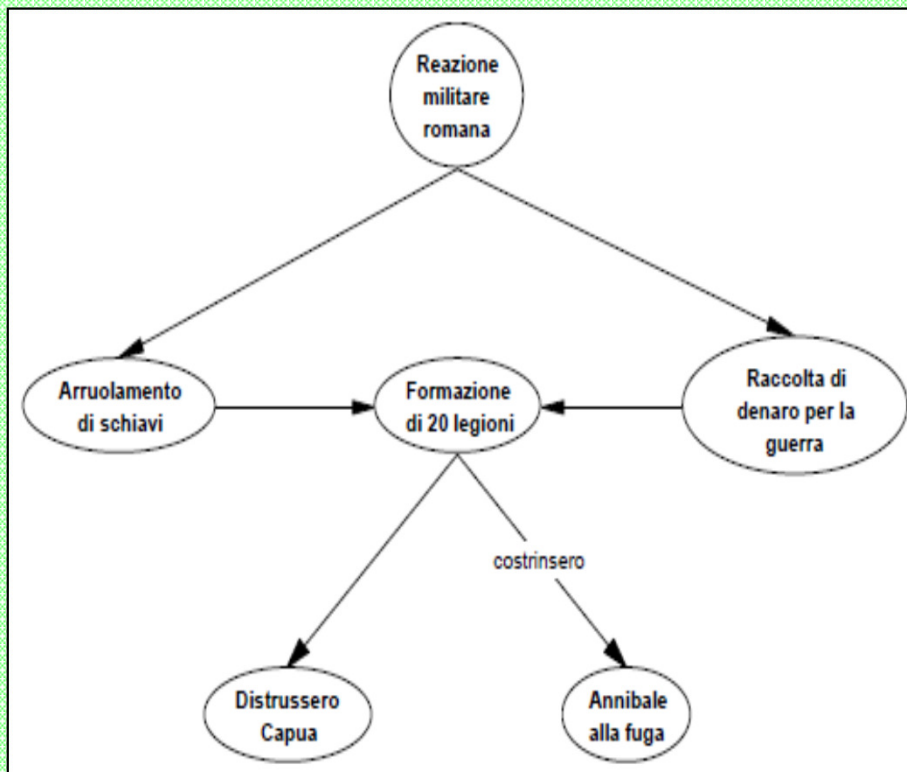 Reazione
militare
romana
Arruolamento
di schiavi
Formazione
di 20 legioni
Raccolta di
denaro per la
guerra
costrinsero
Distrussero
Capua
Annibale
alla fuga